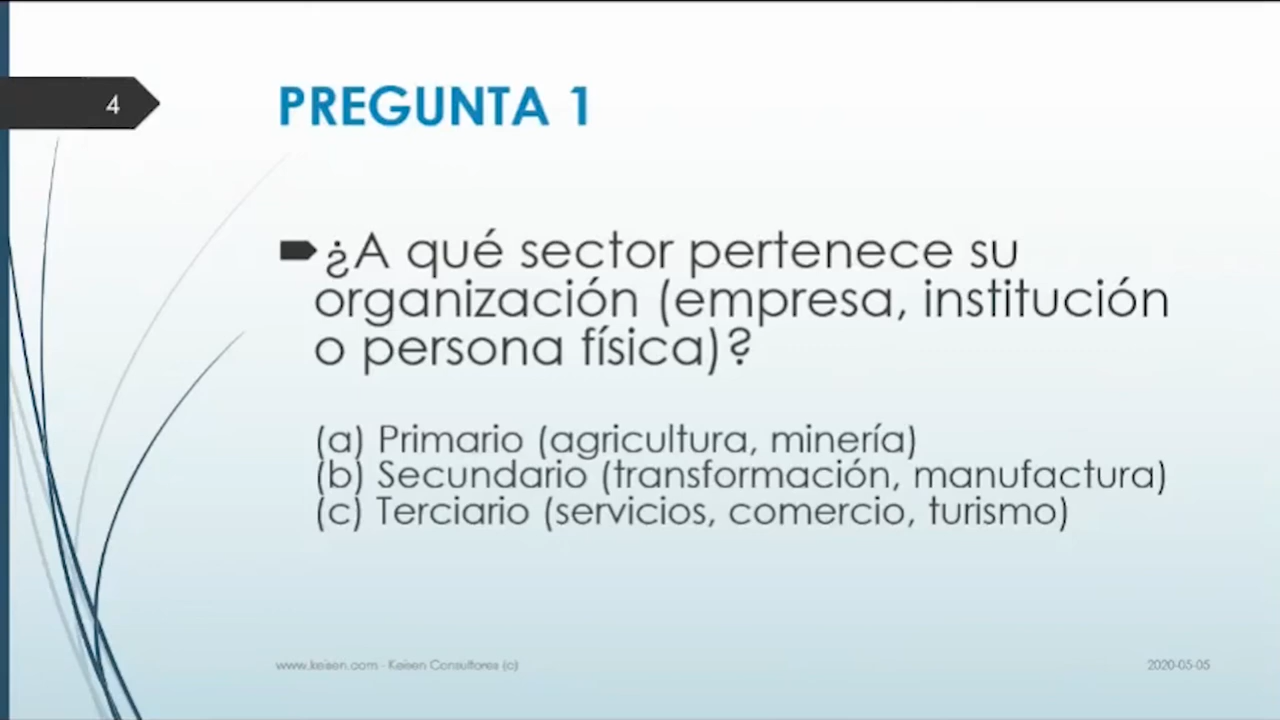 4
PREGUNTA 1
¿A qué sector pertenece su
organización (empresa, institución
o persona física)?
(a) Primario (agricultura, minería)
(b) Secundario (transformación, manufactura)
(c) Terciario (servicios, comercio, turismo)
www.keisen.com - Keisen Consultores (c)
2020-05-05